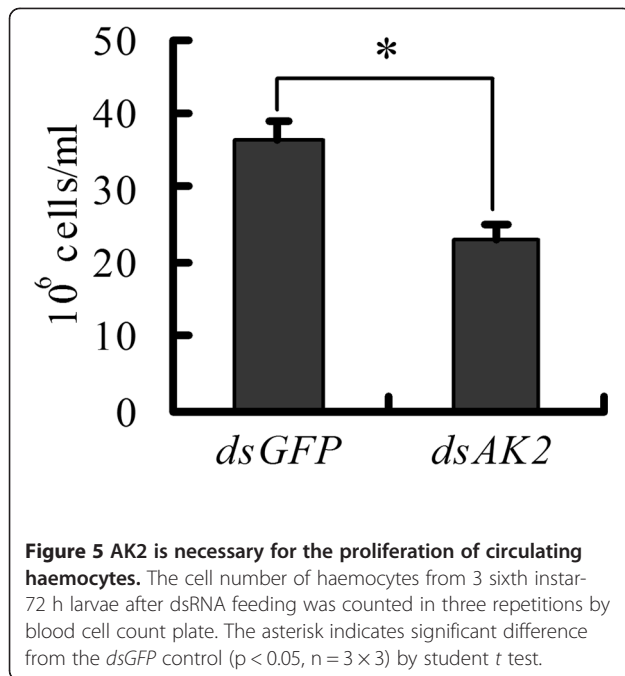 50
*
40
30
20
10
0
10⁶ cells/ml
dsGFP dsAK2
Figure 5 AK2 is necessary for the proliferation of circulating
haemocytes. The cell number of haemocytes from 3 sixth instar-
72 h larvae after dsRNA feeding was counted in three repetitions by
blood cell count plate. The asterisk indicates significant difference
from the dsGFP control (p < 0.05, n = 3 × 3) by student t test.